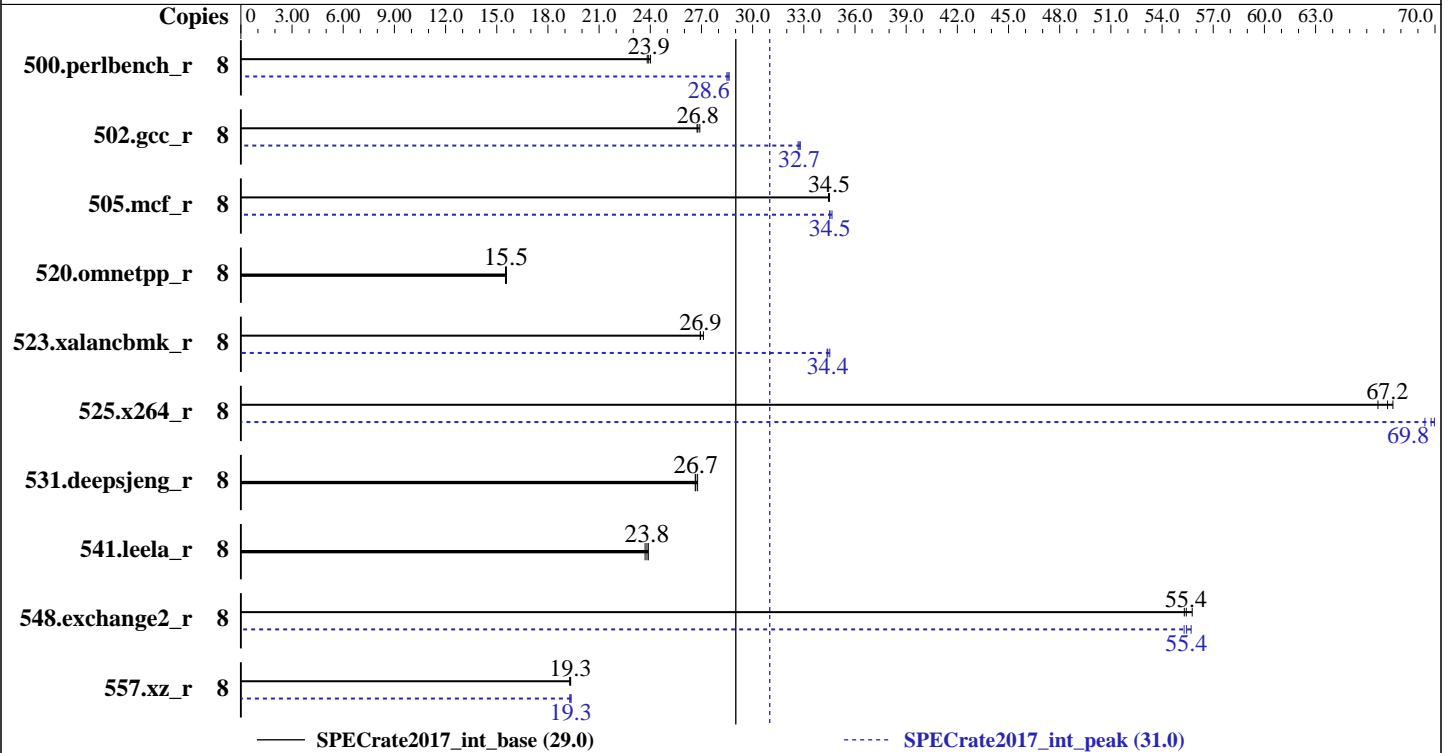 Copies 0 3.00 6.00 9.00 12.0 15.0 18.0 21.0 24.0 27.0 30.0 33.0 36.0 39.0 42.0 45.0 48.0 51.0 54.0 57.0 60.0 63.0 70.0
23.9
500.perlbench_r 8
28.6
26.8
502.gcc_r 8
32.7
34.5
505.mcf_r 8
34.5
15.5
520.omnetpp_r 8
26.9
523.xalancbmk_r 8
34.4
67.2
525.x264_r 8
69.8
26.7
531.deepsjeng_r 8
23.8
541.leela_r 8
55.4
548.exchange2_r 8
55.4
19.3
557.xz_r 8
19.3
SPECrate2017_int_base (29.0) SPECrate2017_int_peak (31.0)